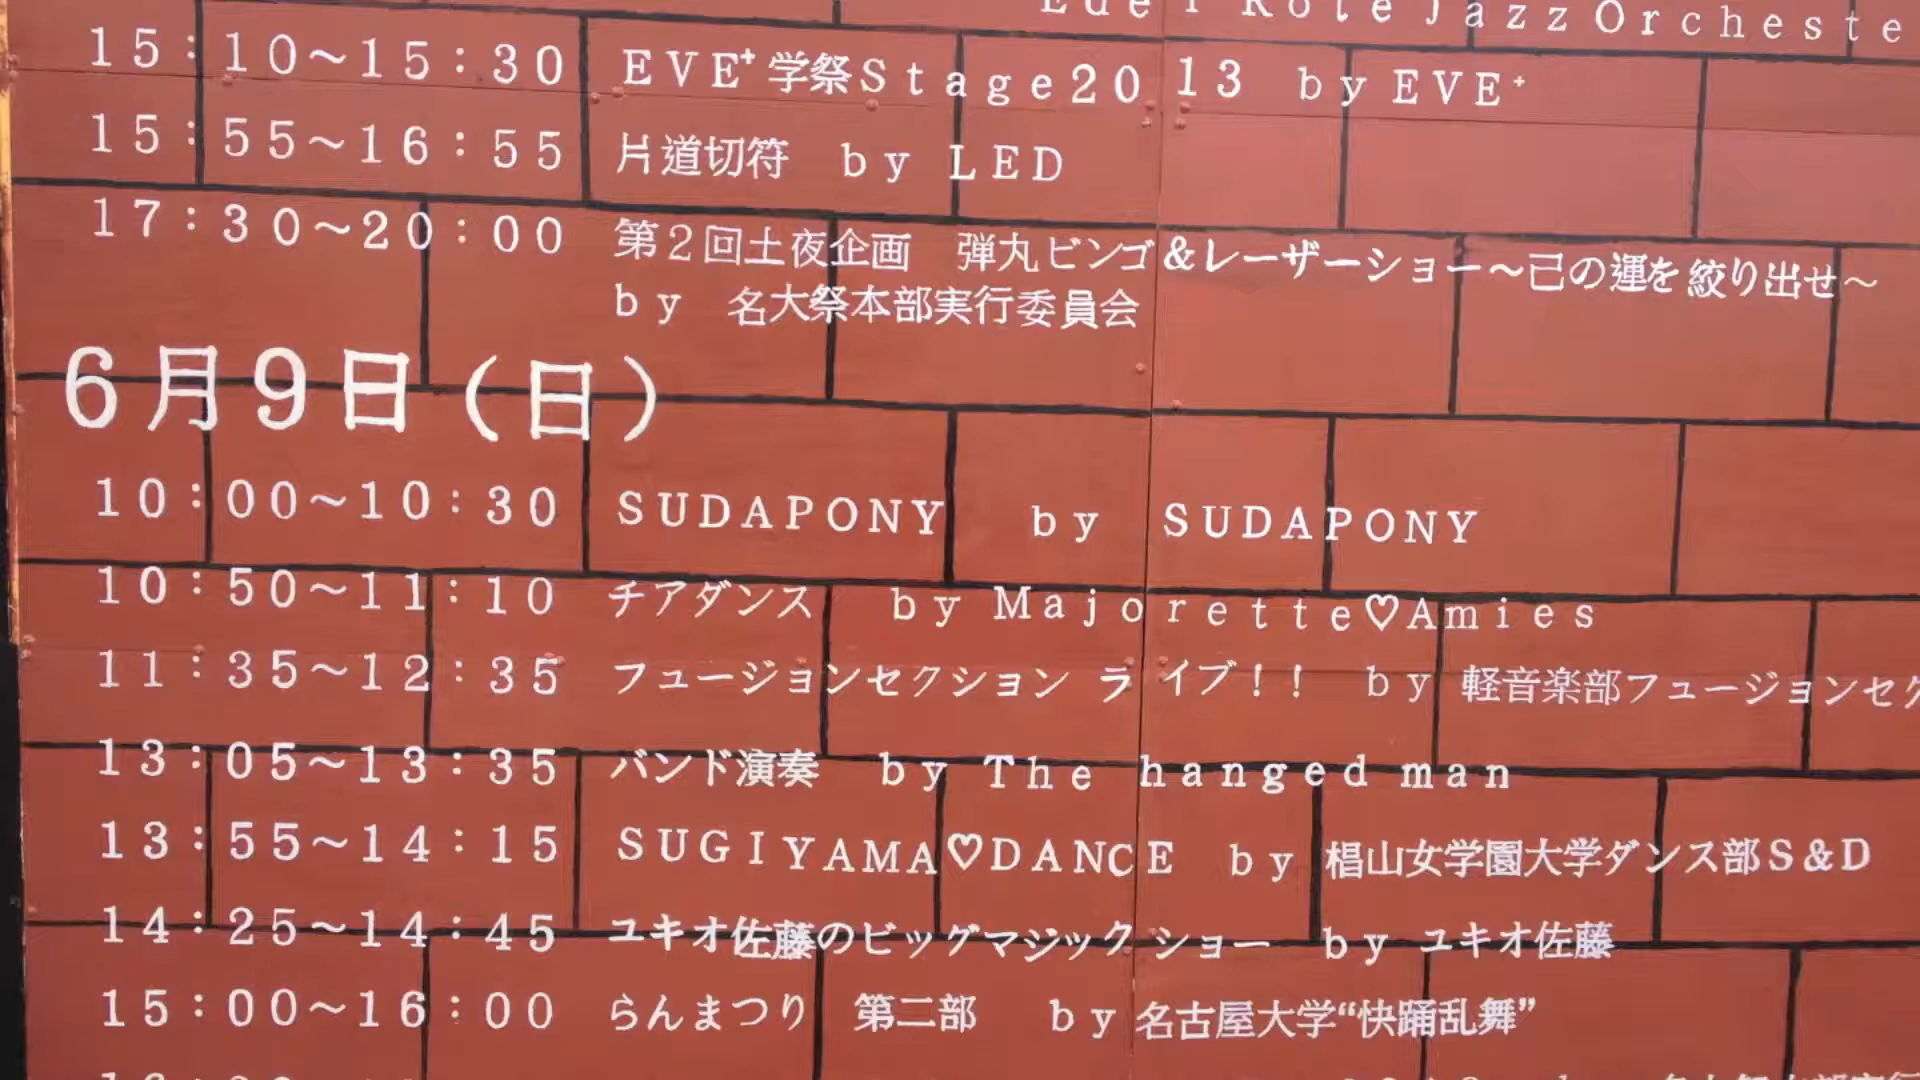 Edel Rote Jazz Orcheste
15:10～15:30 EVE⁺学祭Stage2013 by EVE⁺
15:55～16:55 片道切符 by LED
17:30～20:00 第2回土夜企画 弾丸ビンゴ&レーザーショー～己の運を絞り出せ～
by 名大祭本部実行委員会
6月9日(日)
10:00～10:30 SUDAPONY by SUDAPONY
10:50～11:10 チアダンス by Majorette♡Amies
11:35～12:35 フュージョンセクション ライブ!! by 軽音楽部フュージョンセク
13:05～13:35 バンド演奏 by The hanged man
13:55～14:15 SUGIYAMA♡DANCE by 椙山女学園大学ダンス部S&D
14:25～14:45 ユキオ佐藤のビッグマジックショー by ユキオ佐藤
15:00～16:00 らんまつり 第二部 by 名古屋大学“快踊乱舞”